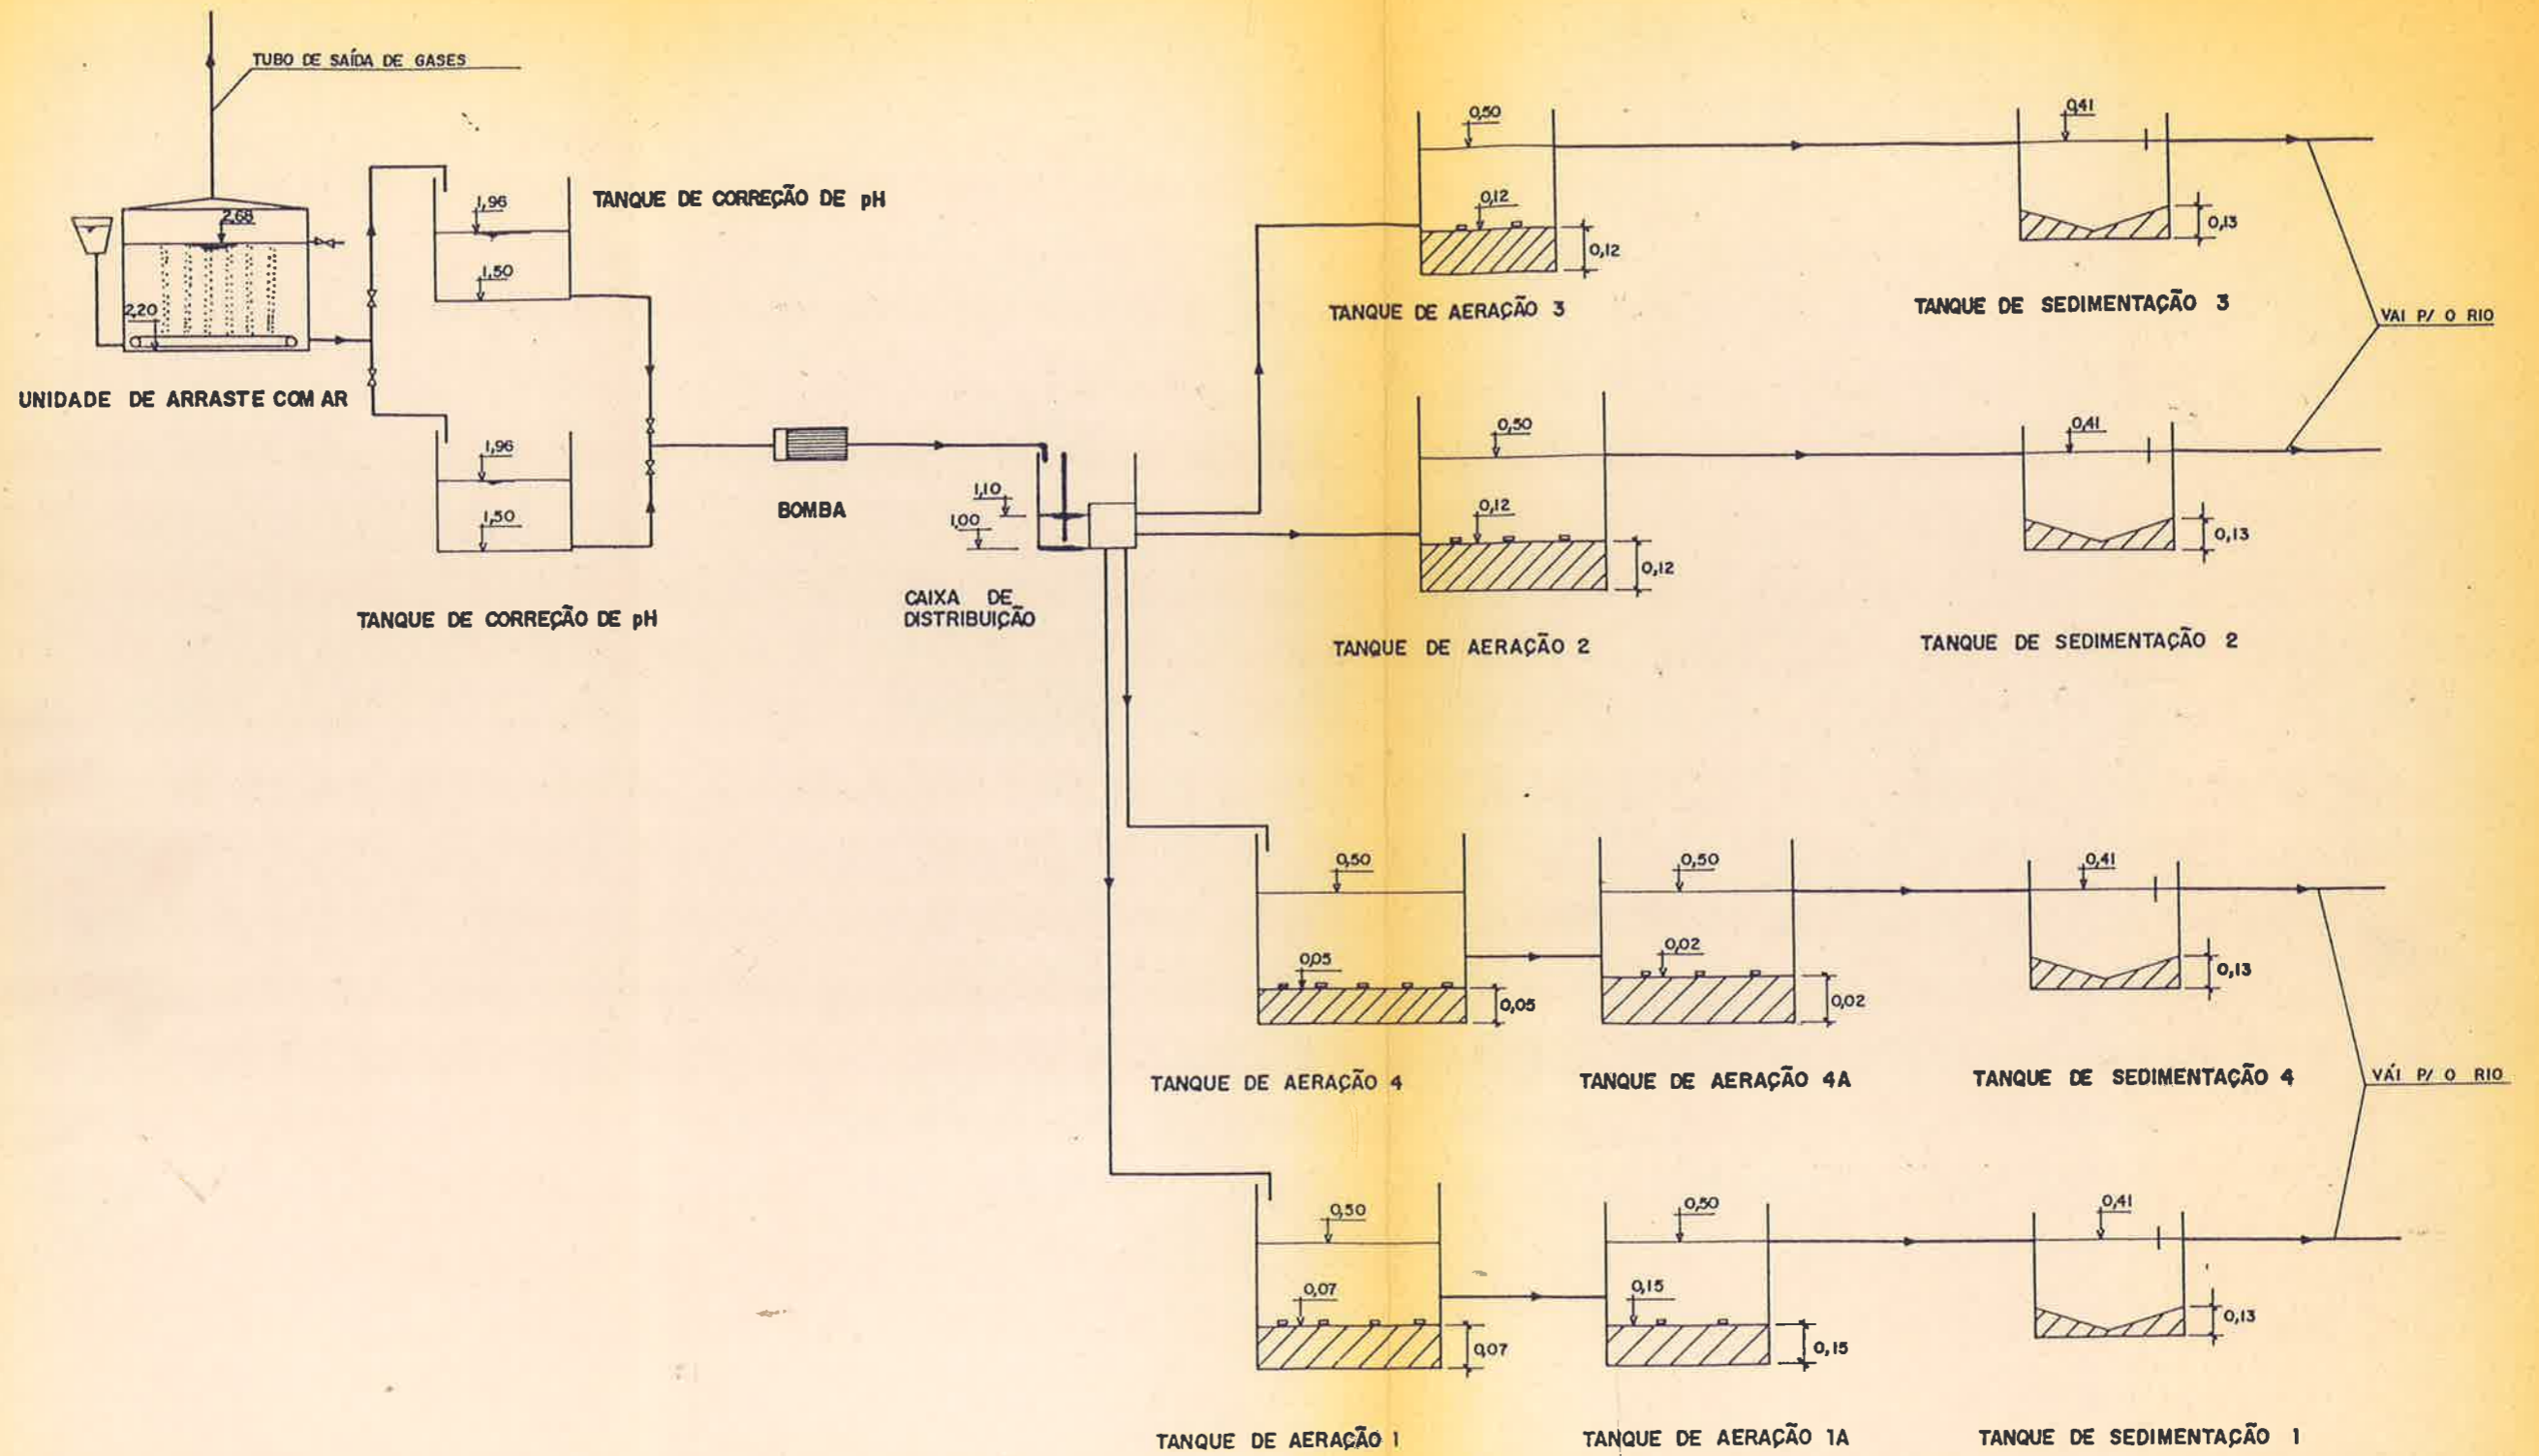 TUBO DE SAÍDA DE GASES
2,68
2,20
UNIDADE DE ARRASTE COM AR
1,96
1,50
TANQUE DE CORREÇÃO DE pH
1,96
1,50
TANQUE DE CORREÇÃO DE pH
BOMBA
1,10
1,00
CAIXA DE
DISTRIBUIÇÃO
0,50
0,12
0,12
TANQUE DE AERAÇÃO 3
0,41
0,13
TANQUE DE SEDIMENTAÇÃO 3
VAI P/ O RIO
0,50
0,12
0,12
TANQUE DE AERAÇÃO 2
0,41
0,13
TANQUE DE SEDIMENTAÇÃO 2
0,50
0,05
0,05
TANQUE DE AERAÇÃO 4
0,50
0,02
0,02
TANQUE DE AERAÇÃO 4A
0,41
0,13
TANQUE DE SEDIMENTAÇÃO 4
VÁI P/ O RIO
0,50
0,07
0,07
TANQUE DE AERAÇÃO 1
0,50
0,15
0,15
TANQUE DE AERAÇÃO 1A
0,41
0,13
TANQUE DE SEDIMENTAÇÃO 1